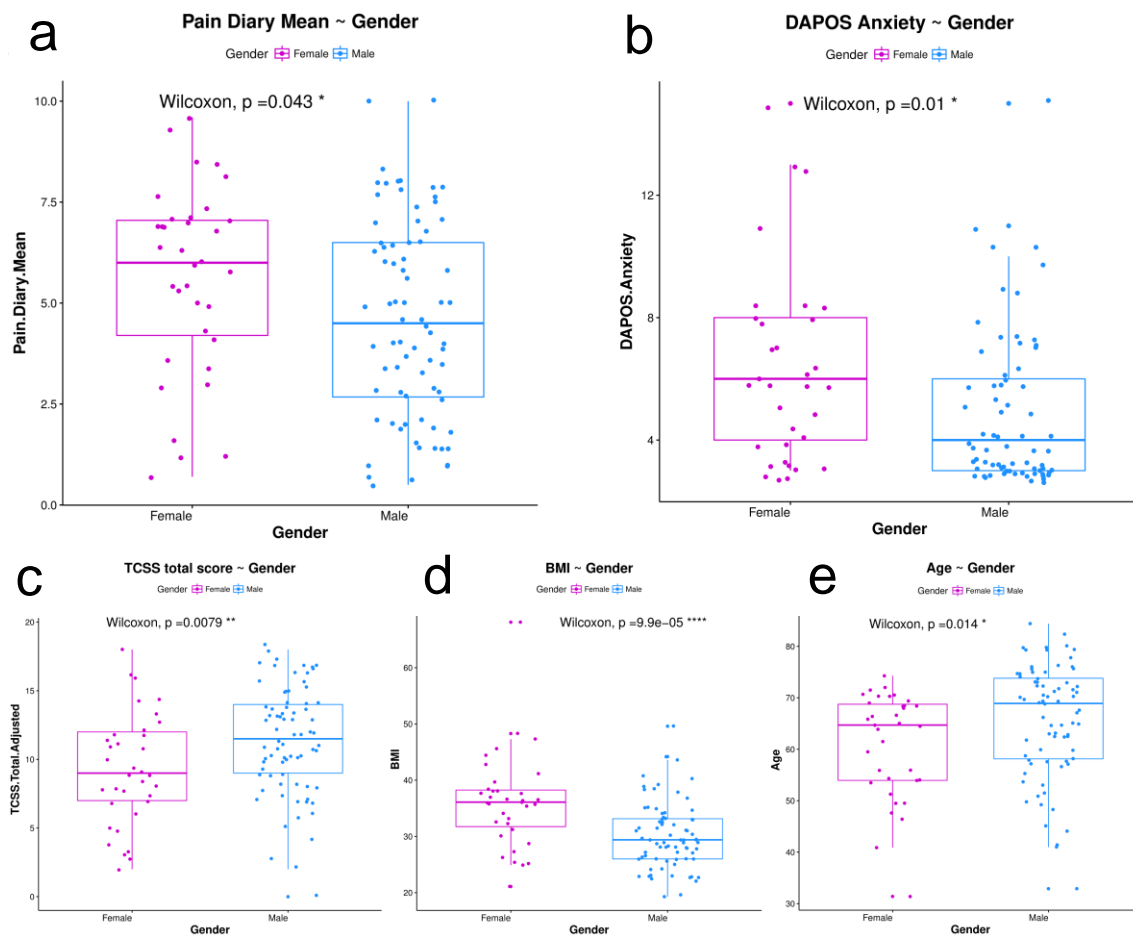 a
Pain Diary Mean ~ Gender
Gender Female Male
Wilcoxon, p =0.043 *
10.0
7.5
5.0
2.5
0.0
Pain.Diary.Mean
Female Male
Gender
b
DAPOS Anxiety ~ Gender
Gender Female Male
Wilcoxon, p =0.01 *
12
8
4
DAPOS.Anxiety
Female Male
Gender
c
TCSS total score ~ Gender
Gender Female Male
Wilcoxon, p =0.0079 **
20
15
10
5
0
TCSS.Total.Adjusted
Female Male
Gender
d
BMI ~ Gender
Gender Female Male
Wilcoxon, p =9.9e−05 ****
60
50
40
30
20
BMI
Female Male
Gender
e
Age ~ Gender
Gender Female Male
Wilcoxon, p =0.014 *
80
70
60
50
40
30
Age
Female Male
Gender